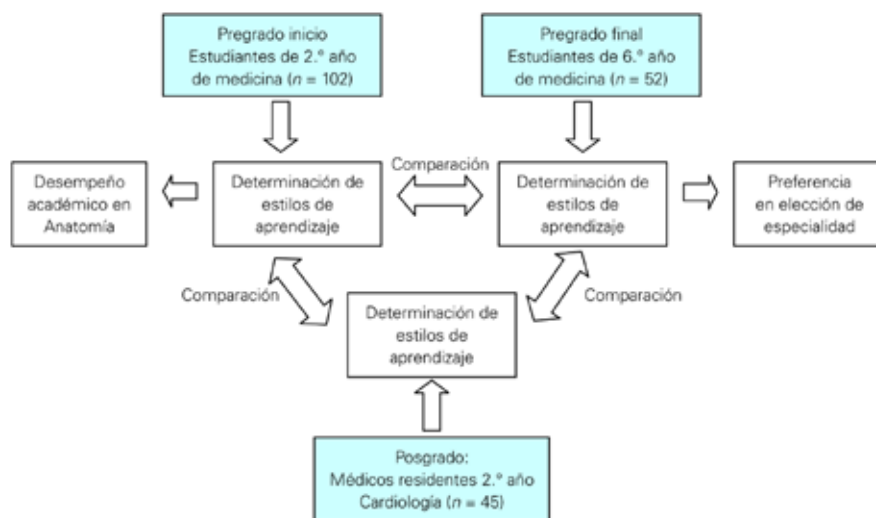 Pregrado inicio
Estudiantes de 2.º año
de medicina (n = 102)
Pregrado final
Estudiantes de 6.º año
de medicina (n = 52)
Desempeño
académico en
Anatomía
Determinación de
estilos de
aprendizaje
Comparación
Determinación de
estilos de
aprendizaje
Preferencia
en elección de
especialidad
Comparación
Determinación de
estilos de
aprendizaje
Comparación
Posgrado:
Médicos residentes 2.º año
Cardiología (n = 45)